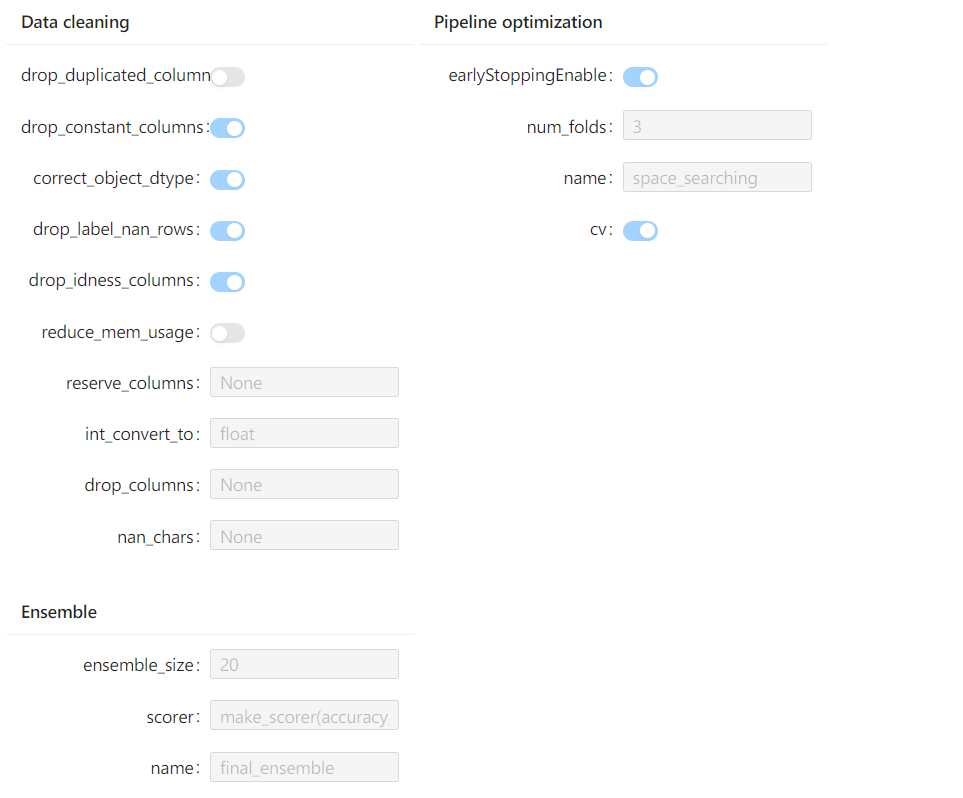 Data cleaning
drop_duplicated_column
drop_constant_columns:
correct_object_dtype:
drop_label_nan_rows:
drop_idness_columns:
reduce_mem_usage:
reserve_columns: None
int_convert_to: float
drop_columns: None
nan_chars: None
Pipeline optimization
earlyStoppingEnable:
num_folds: 3
name: space_searching
cv:
Ensemble
ensemble_size: 20
scorer: make_scorer(accuracy
name: final_ensemble